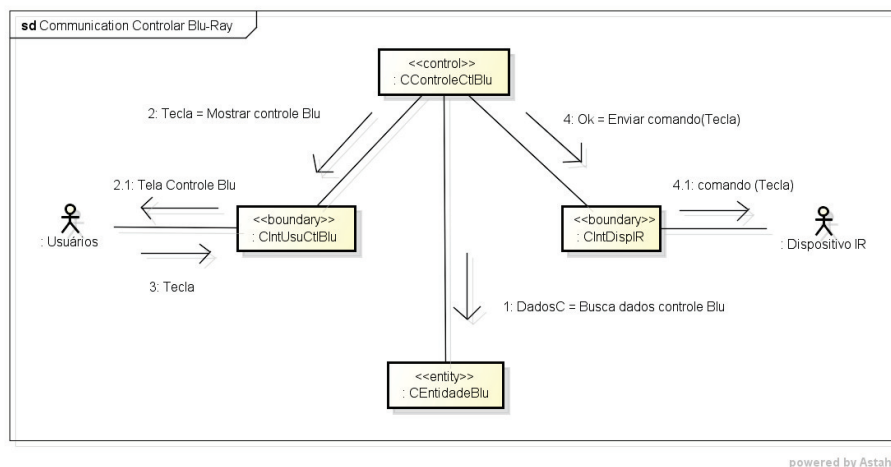 sd Communication Controlar Blu-Ray
<<control>>
: CControleCtlBlu
2: Tecla = Mostrar controle Blu
4: Ok = Enviar comando(Tecla)
2.1: Tela Controle Blu
4.1: comando (Tecla)
<<boundary>>
: CIntUsuCtlBlu
<<boundary>>
: CIntDispIR
: Usuários
: Dispositivo IR
3: Tecla
1: DadosC = Busca dados controle Blu
<<entity>>
: CEntidadeBlu
powered by Astah